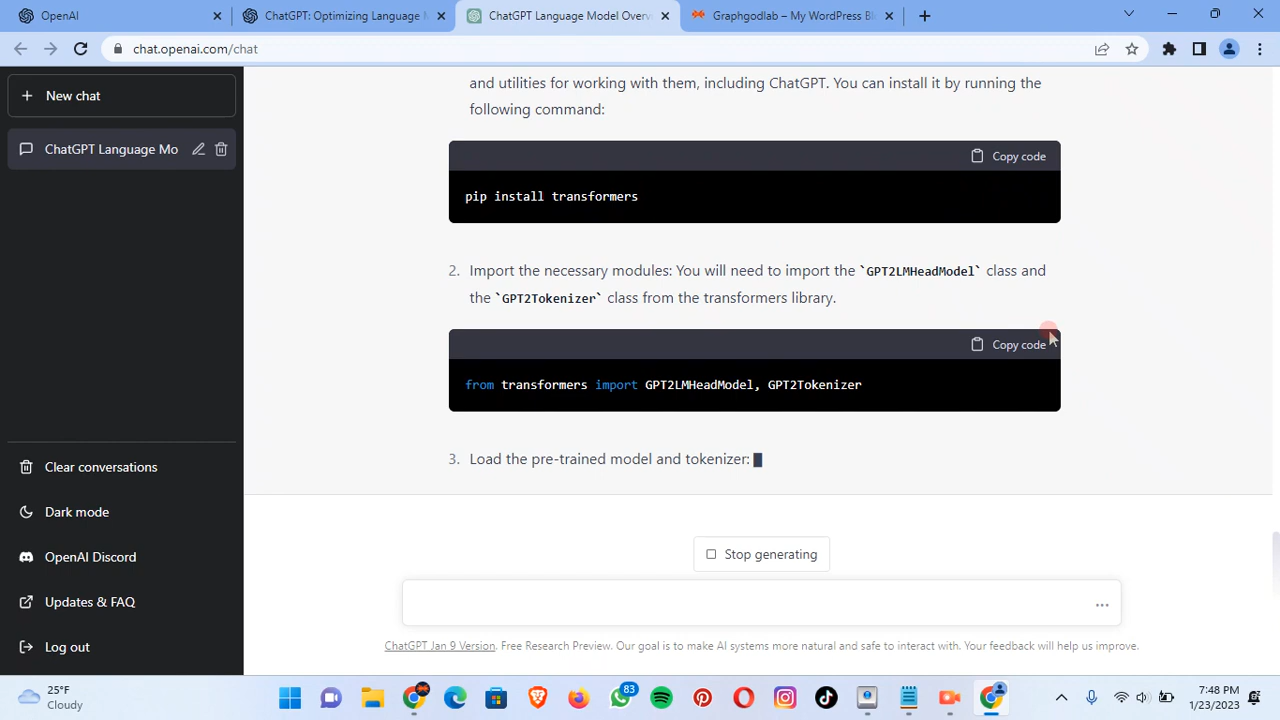 OpenAI
ChatGPT: Optimizing Language M
ChatGPT Language Model Overv
Graphgodlab – My WordPress Bl
chat.openai.com/chat
New chat
ChatGPT Language Mo
Clear conversations
Dark mode
OpenAI Discord
Updates & FAQ
Log out
and utilities for working with them, including ChatGPT. You can install it by running the
following command:
Copy code
pip install transformers
2. Import the necessary modules: You will need to import the `GPT2LMHeadModel` class and
the `GPT2Tokenizer` class from the transformers library.
Copy code
from transformers import GPT2LMHeadModel, GPT2Tokenizer
3. Load the pre-trained model and tokenizer:
Stop generating
ChatGPT Jan 9 Version. Free Research Preview. Our goal is to make AI systems more natural and safe to interact with. Your feedback will help us improve.
25°F
Cloudy
83
7:48 PM
1/23/2023